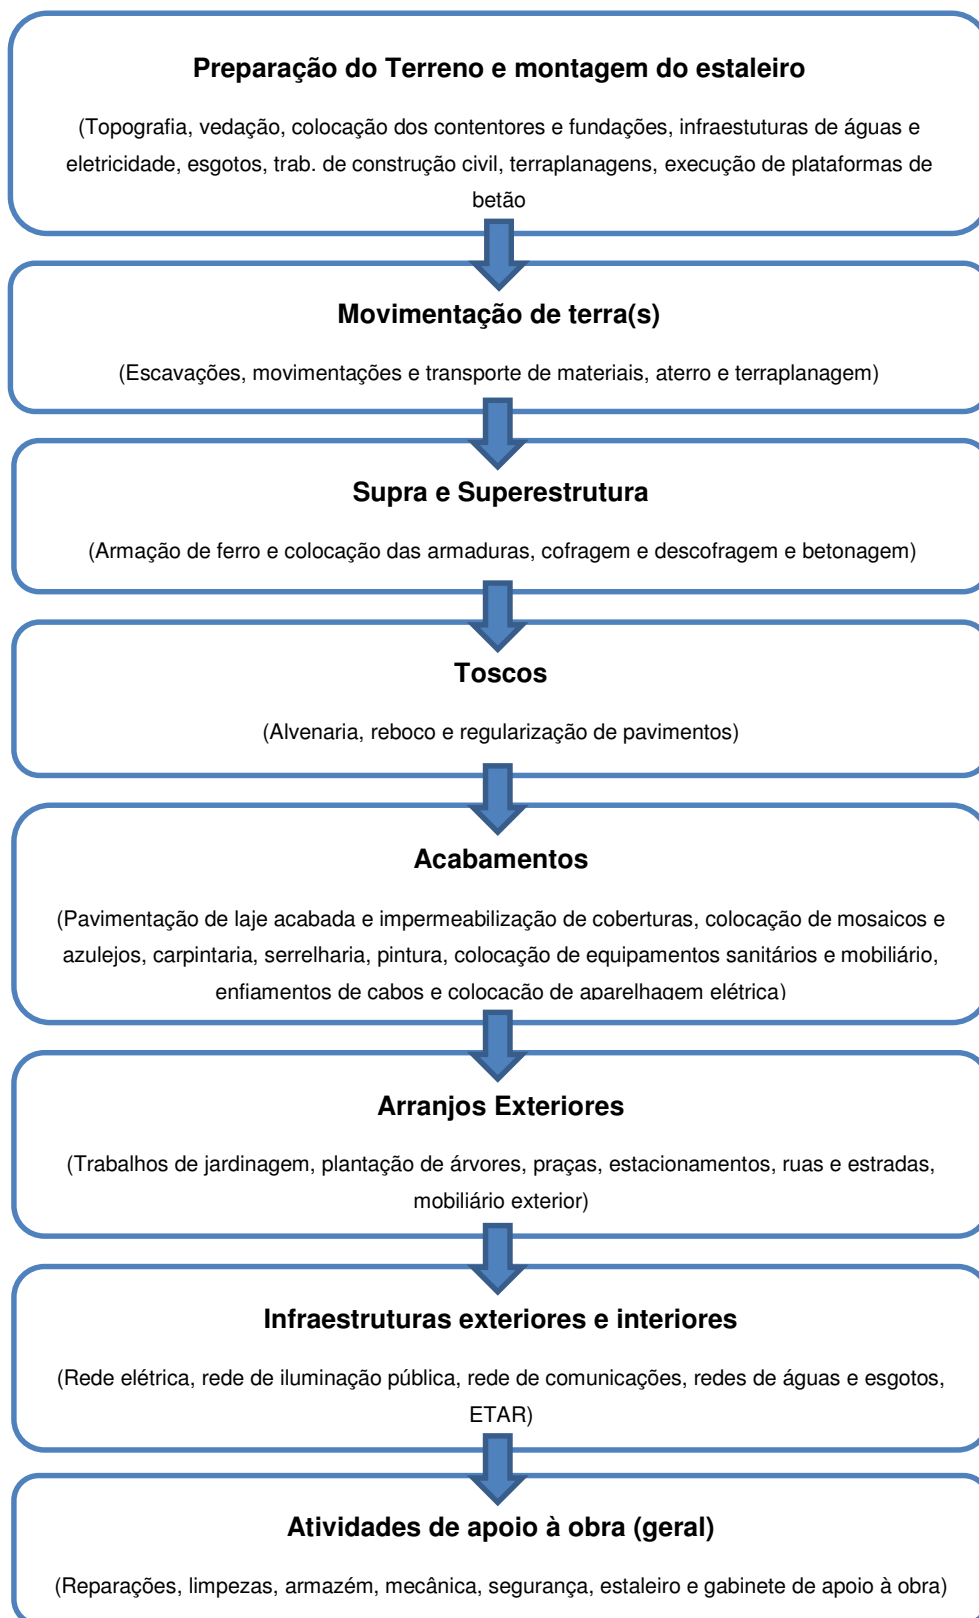 Preparação do Terreno e montagem do estaleiro
(Topografia, vedação, colocação dos contentores e fundações, infraestuturas de águas e
eletricidade, esgotos, trab. de construção civil, terraplanagens, execução de plataformas de
betão
Movimentação de terra(s)
(Escavações, movimentações e transporte de materiais, aterro e terraplanagem)
Supra e Superestrutura
(Armação de ferro e colocação das armaduras, cofragem e descofragem e betonagem)
Toscos
(Alvenaria, reboco e regularização de pavimentos)
Acabamentos
(Pavimentação de laje acabada e impermeabilização de coberturas, colocação de mosaicos e
azulejos, carpintaria, serrelharia, pintura, colocação de equipamentos sanitários e mobiliário,
enfiamentos de cabos e colocação de aparelhagem elétrica)
Arranjos Exteriores
(Trabalhos de jardinagem, plantação de árvores, praças, estacionamentos, ruas e estradas,
mobiliário exterior)
Infraestruturas exteriores e interiores
(Rede elétrica, rede de iluminação pública, rede de comunicações, redes de águas e esgotos,
ETAR)
Atividades de apoio à obra (geral)
(Reparações, limpezas, armazém, mecânica, segurança, estaleiro e gabinete de apoio à obra)